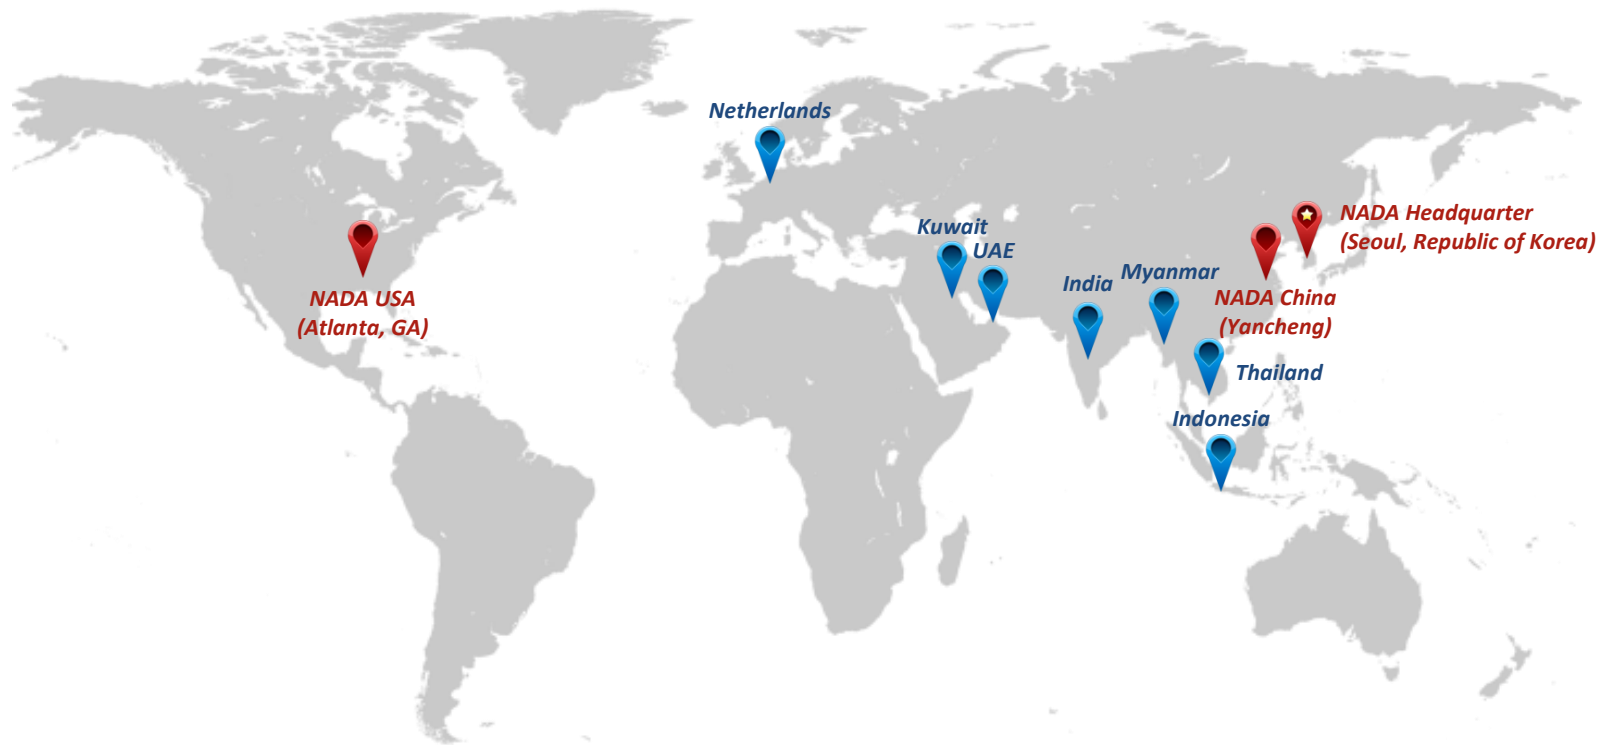 Netherlands
NADA Headquarter
(Seoul, Republic of Korea)
Kuwait
UAE
India
Myanmar
NADA China
(Yancheng)
NADA USA
(Atlanta, GA)
Thailand
Indonesia